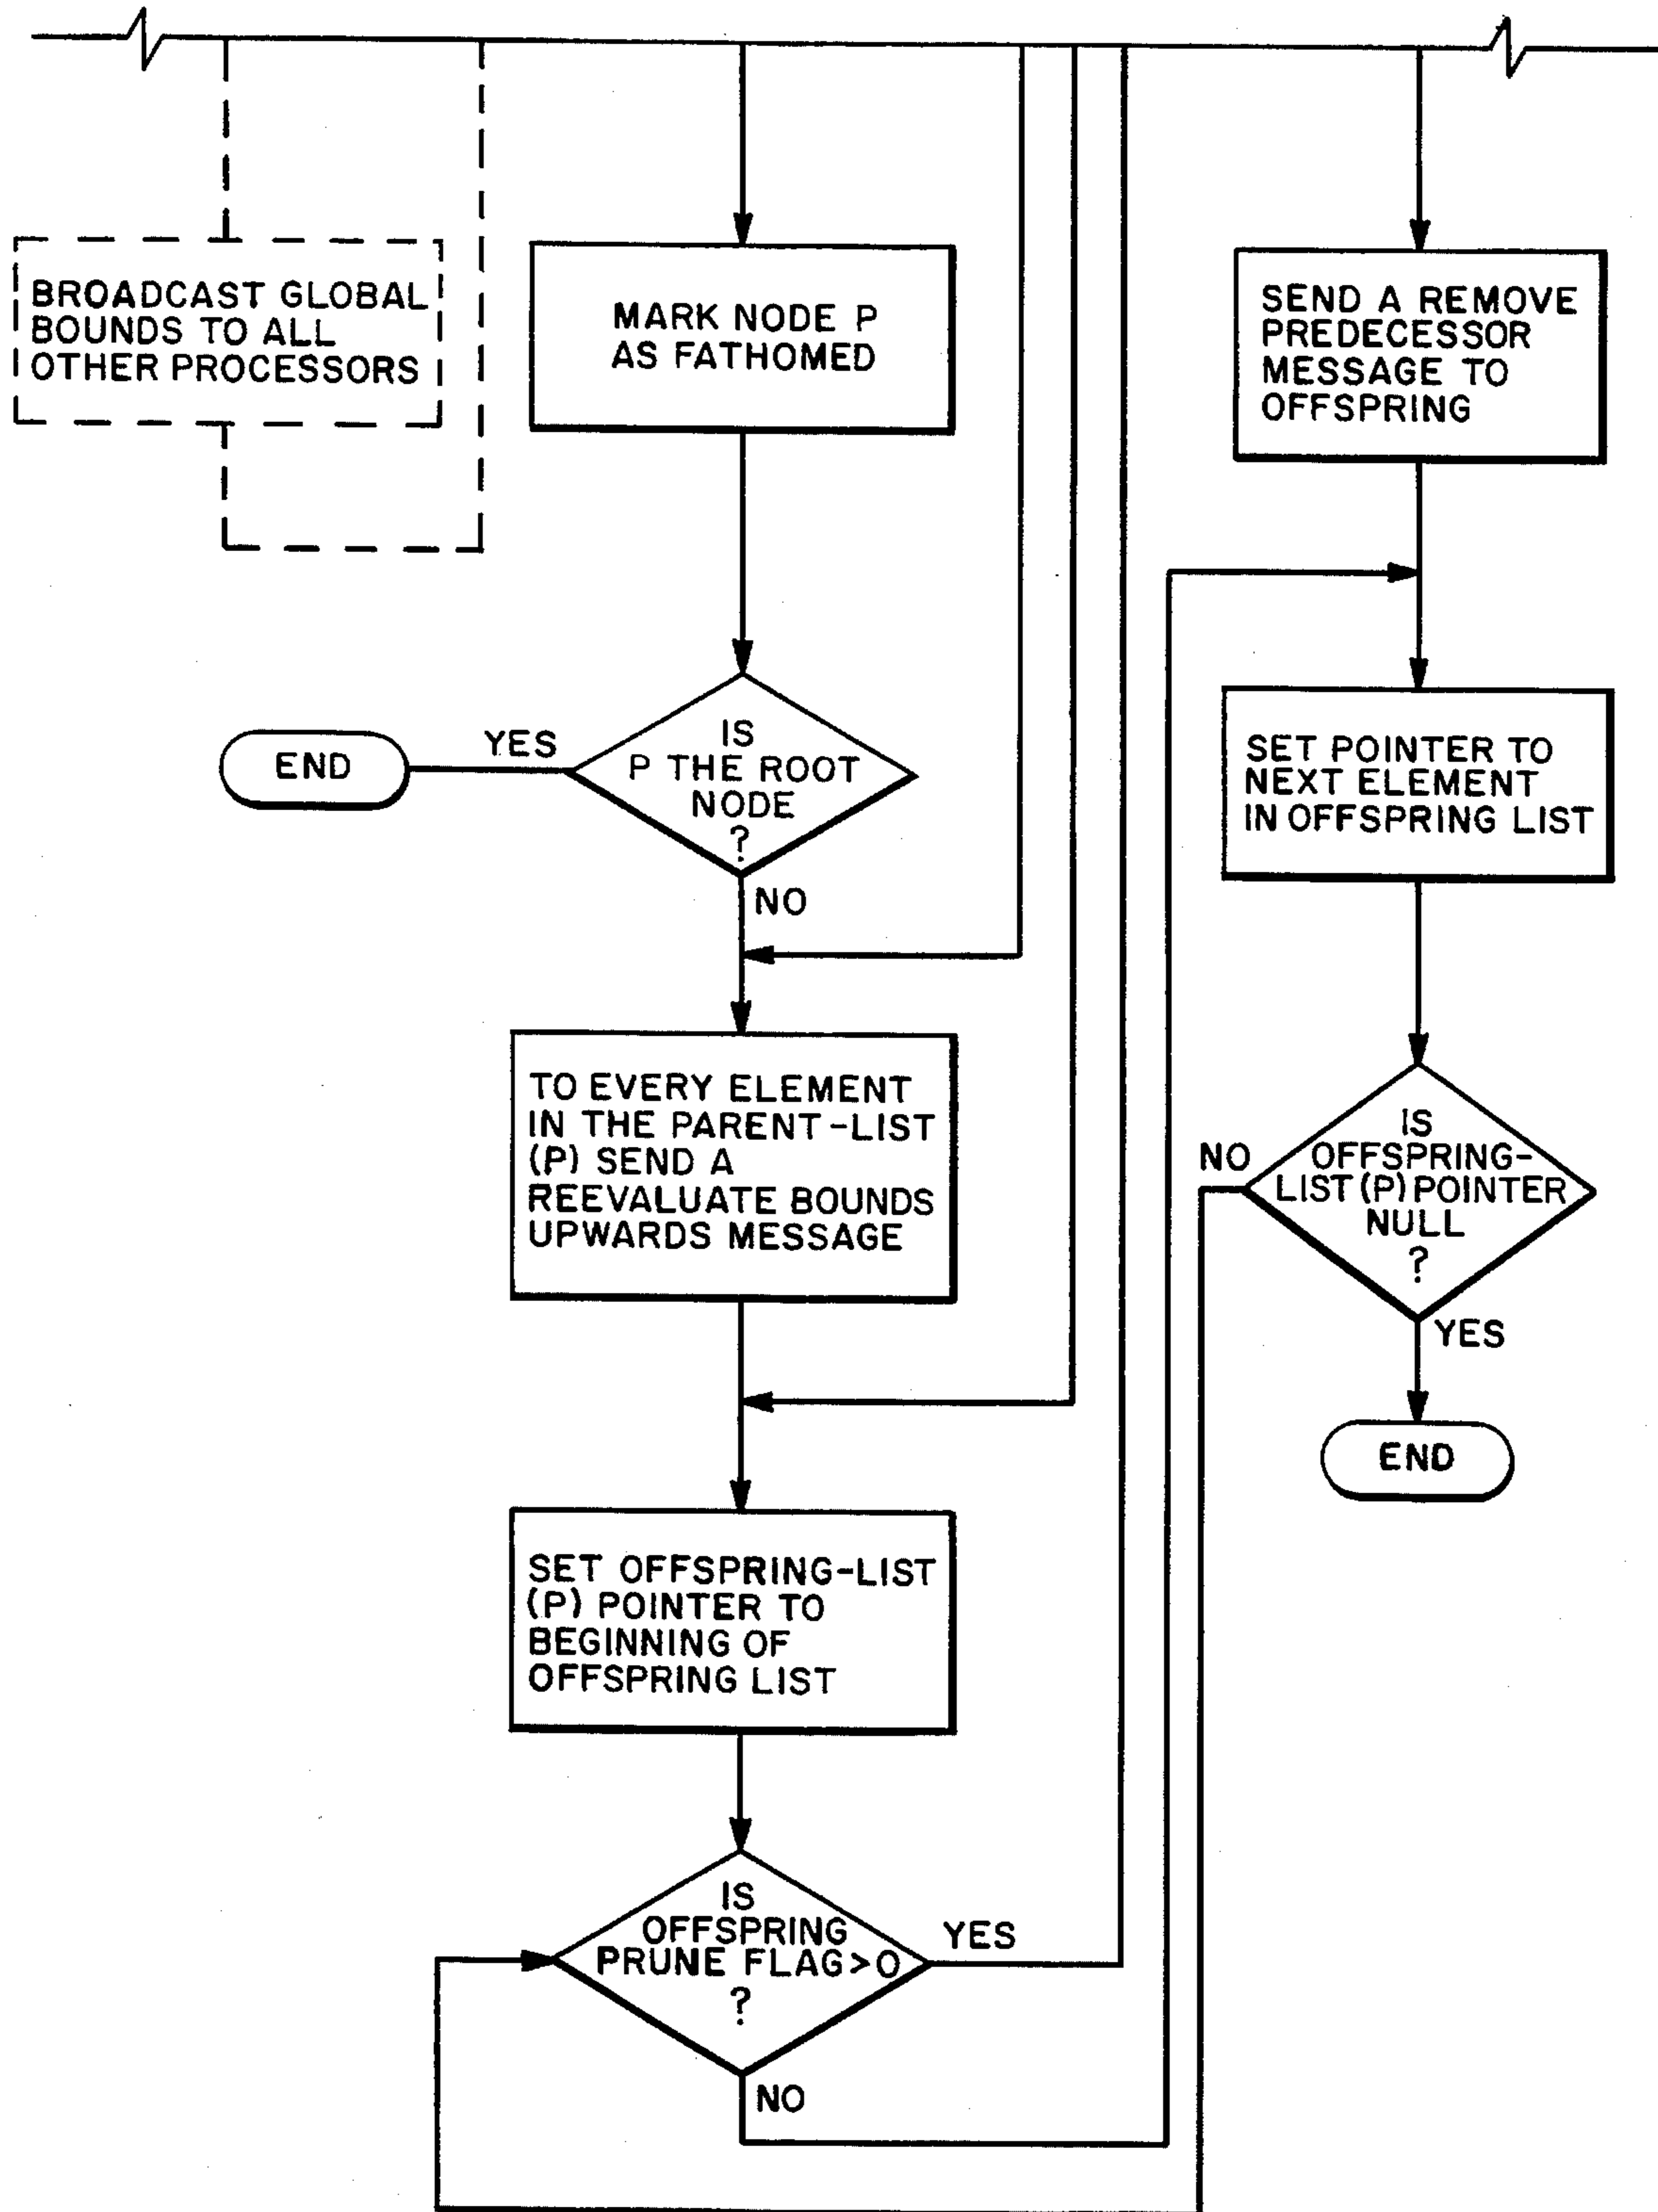 BROADCAST GLOBAL
BOUNDS TO ALL
OTHER PROCESSORS
MARK NODE P
AS FATHOMED
SEND A REMOVE
PREDECESSOR
MESSAGE TO
OFFSPRING
END
YES
IS
P THE ROOT
NODE
?
NO
SET POINTER TO
NEXT ELEMENT
IN OFFSPRING LIST
TO EVERY ELEMENT
IN THE PARENT-LIST
(P) SEND A
REEVALUATE BOUNDS
UPWARDS MESSAGE
NO
IS
OFFSPRING-
LIST (P) POINTER
NULL
?
YES
END
SET OFFSPRING-LIST
(P) POINTER TO
BEGINNING OF
OFFSPRING LIST
IS
OFFSPRING
PRUNE FLAG>0
?
YES
NO